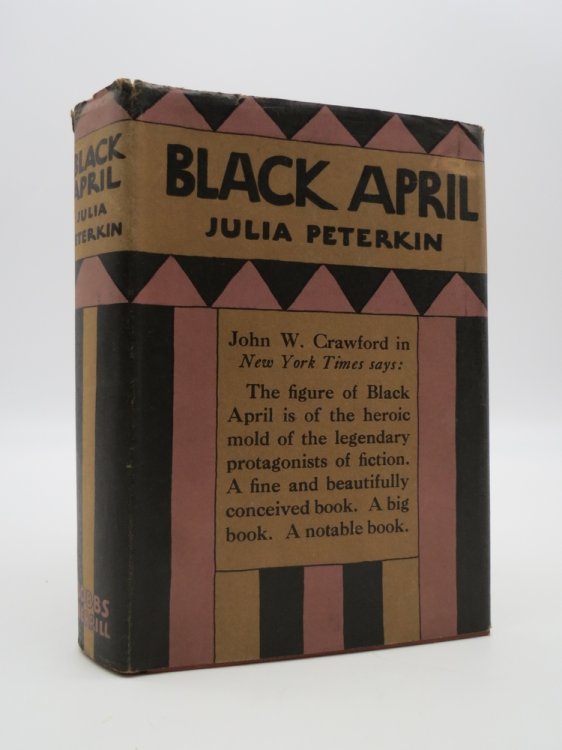 BLACK APRIL
JULIA PETERKIN
John W. Crawford in
New York Times says:
The figure of Black
April is of the heroic
mold of the legendary
protagonists of fiction.
A fine and beautifully
conceived book. A big
book. A notable book.
BLACK
APRIL
JULIA
PETERKIN